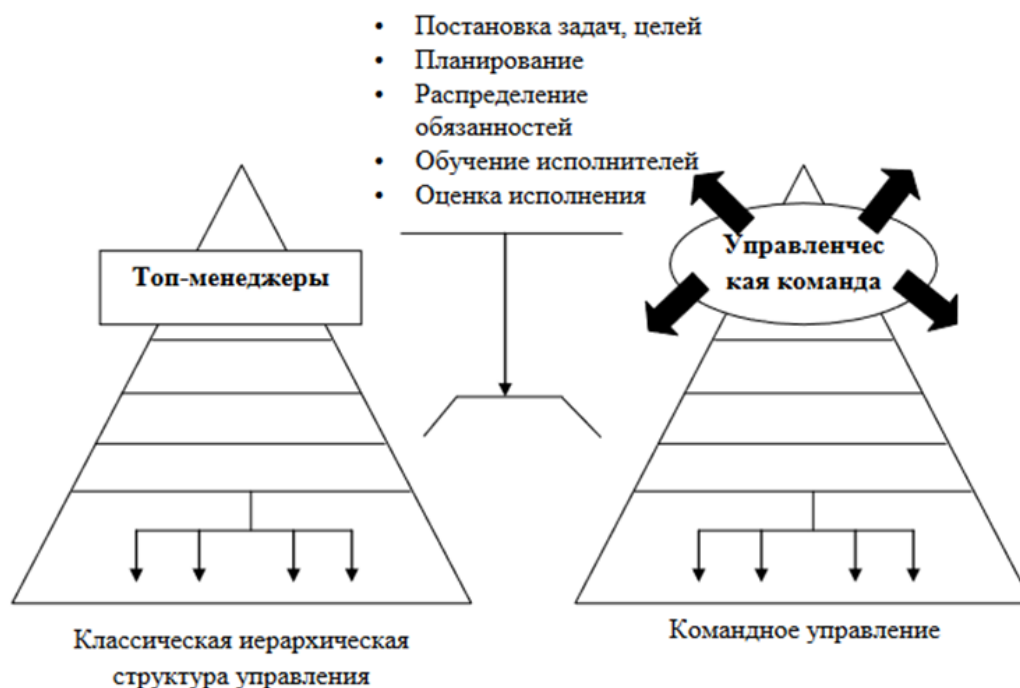 • Постановка задач, целей
• Планирование
• Распределение
обязанностей
• Обучение исполнителей
• Оценка исполнения
Топ-менеджеры
Управленчес
кая команда
Классическая иерархическая
структура управления
Командное управление